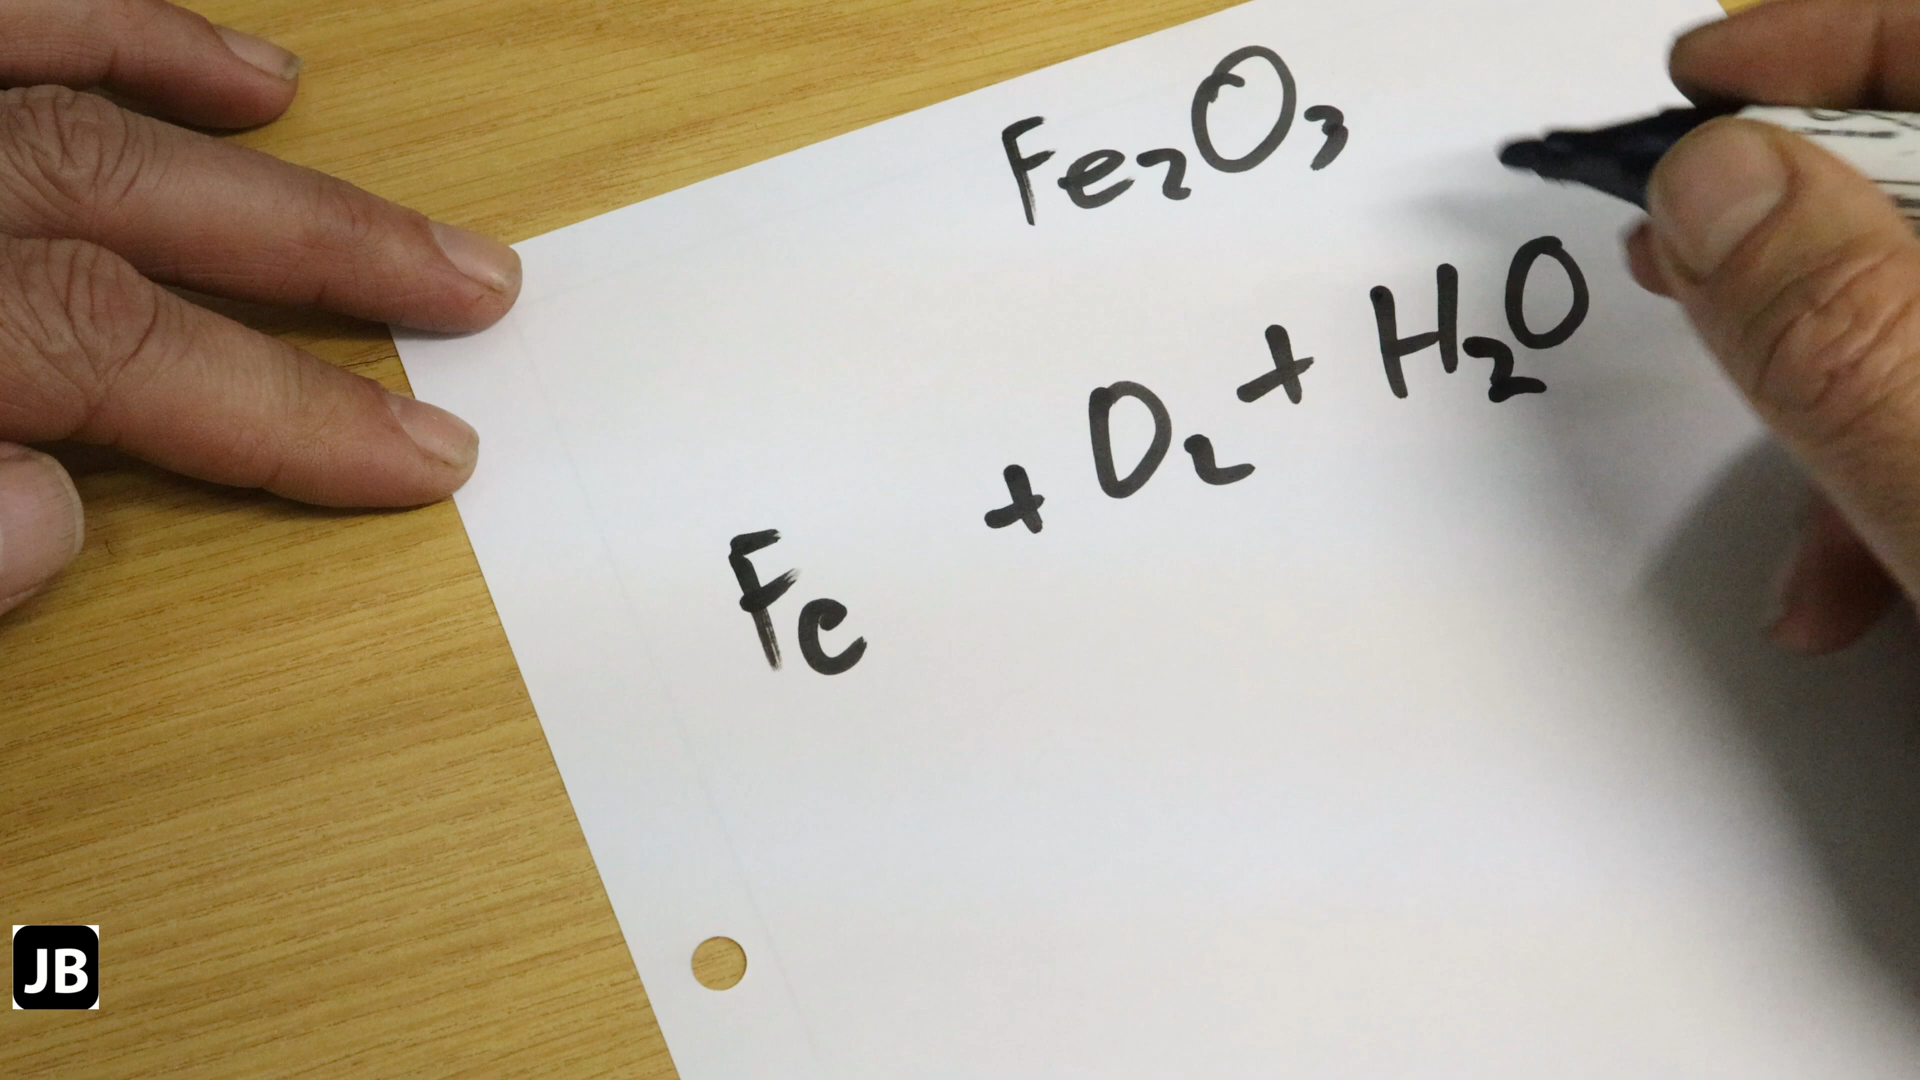 Fe₂O₃
Fe + O₂ + H₂O
JB